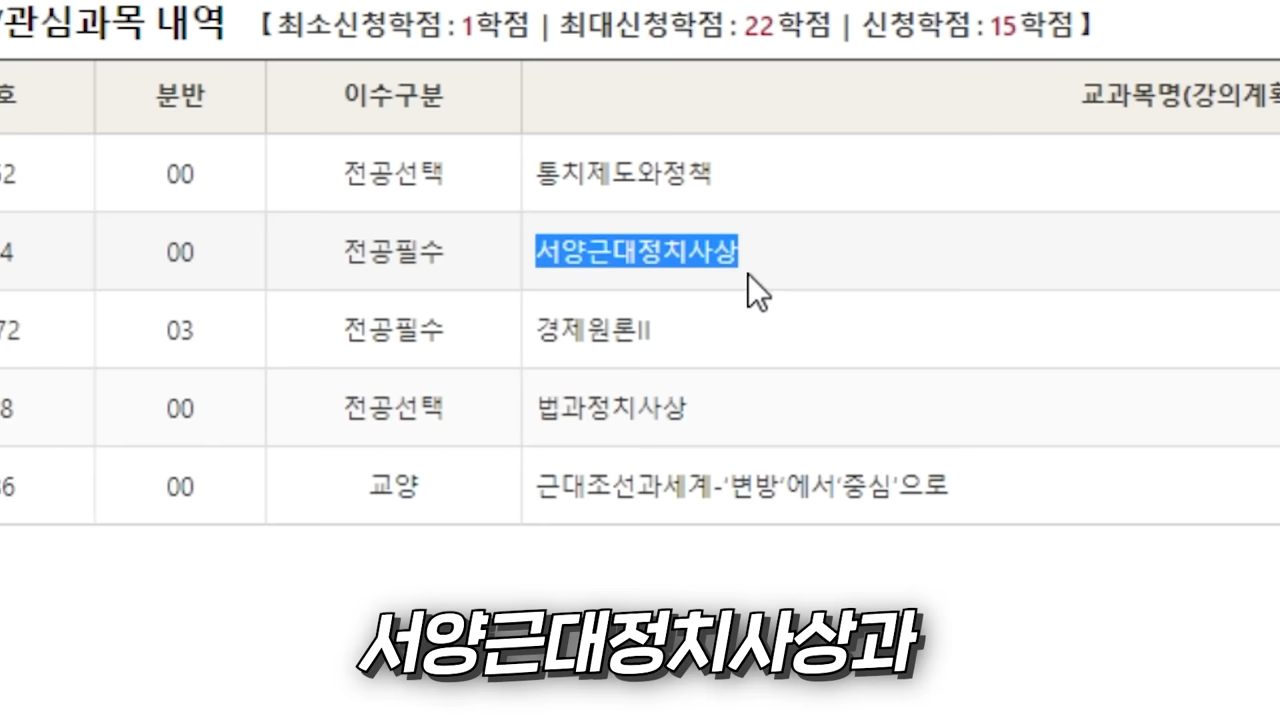 관심과목 내역 [ 최소신청학점 : 1학점 | 최대신청학점 : 22학점 | 신청학점 : 15학점 ]
호 분반 이수구분 교과목명(강의계획
52 00 전공선택 통치제도와정책
4 00 전공필수 서양근대정치사상
72 03 전공필수 경제원론II
8 00 전공선택 법과정치사상
36 00 교양 근대조선과세계-'변방'에서'중심'으로
서양근대정치사상과